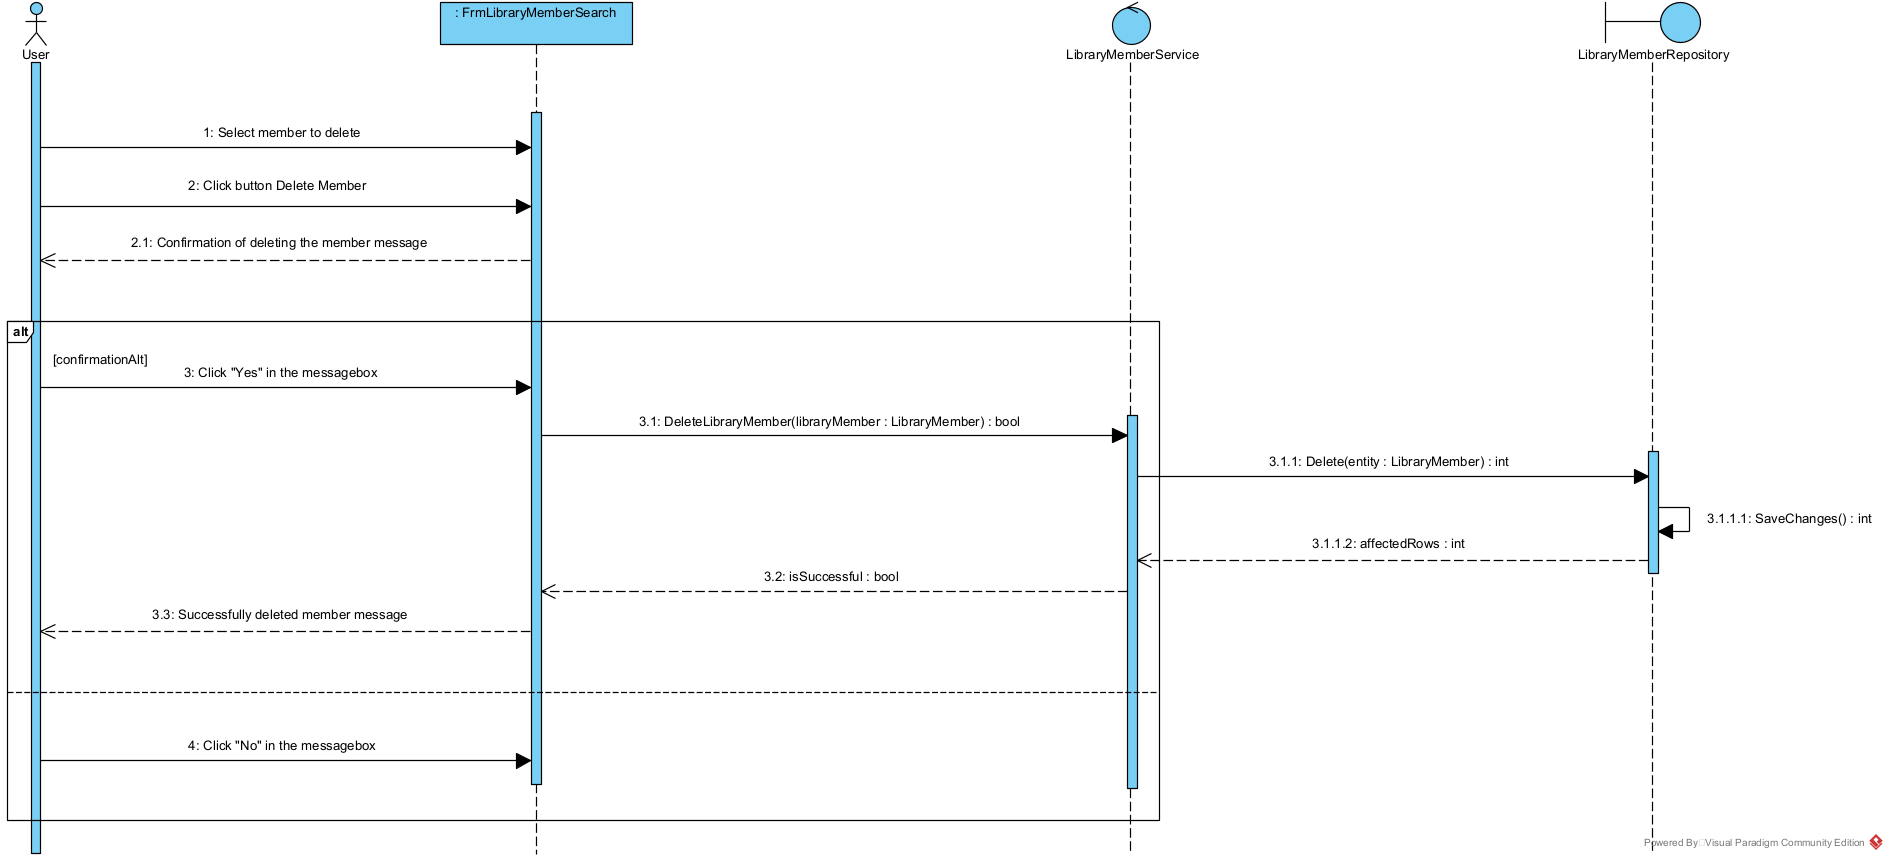 : FrmLibraryMemberSearch
User
LibraryMemberService
LibraryMemberRepository
1: Select member to delete
2: Click button Delete Member
2.1: Confirmation of deleting the member message
alt
[confirmationAlt]
3: Click "Yes" in the messagebox
3.1: DeleteLibraryMember(libraryMember : LibraryMember) : bool
3.1.1: Delete(entity : LibraryMember) : int
3.1.1.1: SaveChanges() : int
3.1.1.2: affectedRows : int
3.2: isSuccessful : bool
3.3: Successfully deleted member message
4: Click "No" in the messagebox
Powered By Visual Paradigm Community Edition